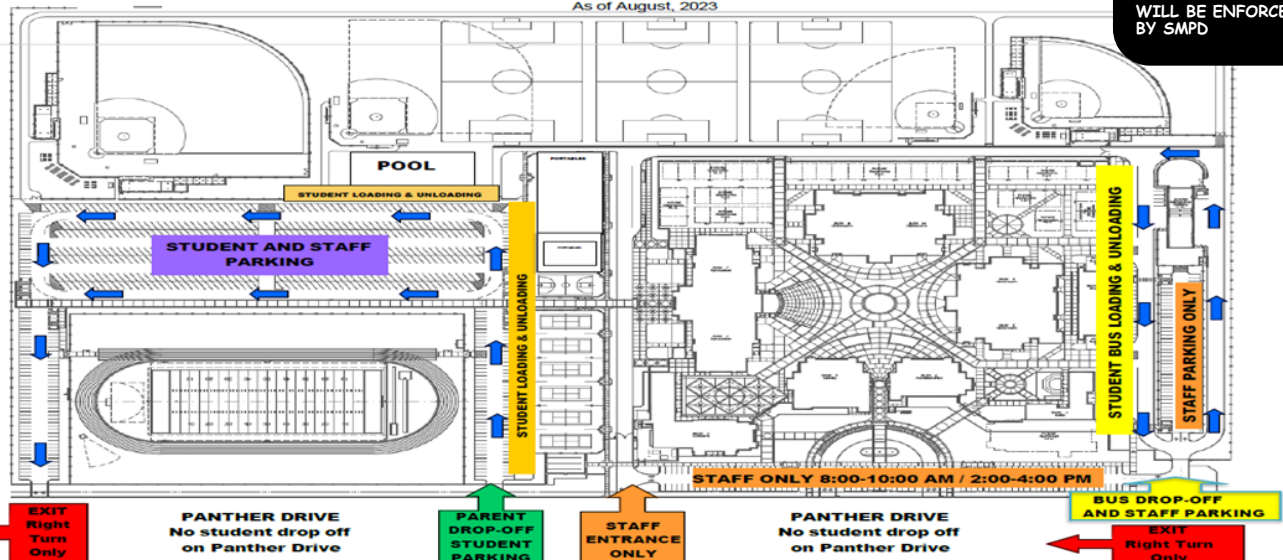 As of August, 2023
WILL BE ENFORCE
BY SMPD
POOL
PORTABLES
STUDENT LOADING & UNLOADING
STUDENT AND STAFF
PARKING
STUDENT LOADING & UNLOADING
STUDENT BUS LOADING & UNLOADING
STAFF PARKING ONLY
STAFF ONLY 8:00-10:00 AM / 2:00-4:00 PM
BUS DROP-OFF
AND STAFF PARKING
EXIT
Right
Turn
Only
PANTHER DRIVE
No student drop off
on Panther Drive
PARENT
DROP-OFF
STUDENT
PARKING
STAFF
ENTRANCE
ONLY
PANTHER DRIVE
No student drop off
on Panther Drive
EXIT
Right Turn
Only